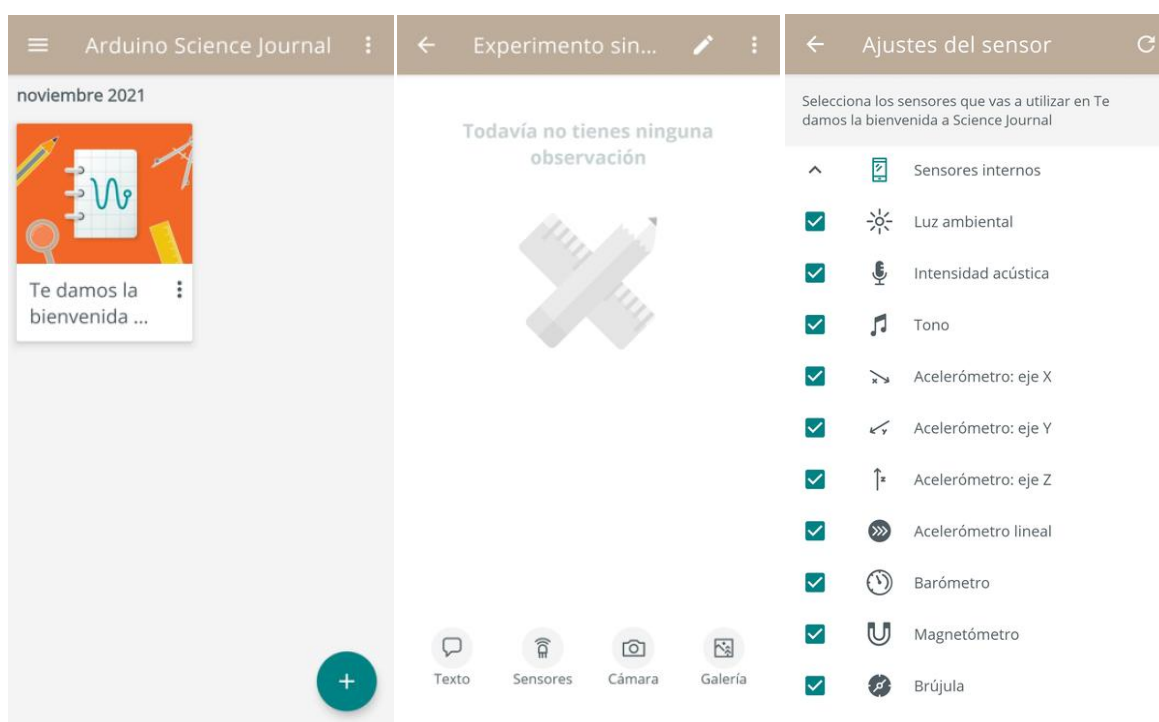 Arduino Science Journal
noviembre 2021
Te damos la
bienvenida ...
Experimento sin...
Todavía no tienes ninguna
observación
Texto
Sensores
Cámara
Galería
Ajustes del sensor
Selecciona los sensores que vas a utilizar en Te
damos la bienvenida a Science Journal
Sensores internos
Luz ambiental
Intensidad acústica
Tono
x
Acelerómetro: eje X
Y
Acelerómetro: eje Y
z
Acelerómetro: eje Z
Acelerómetro lineal
Barómetro
Magnetómetro
Brújula